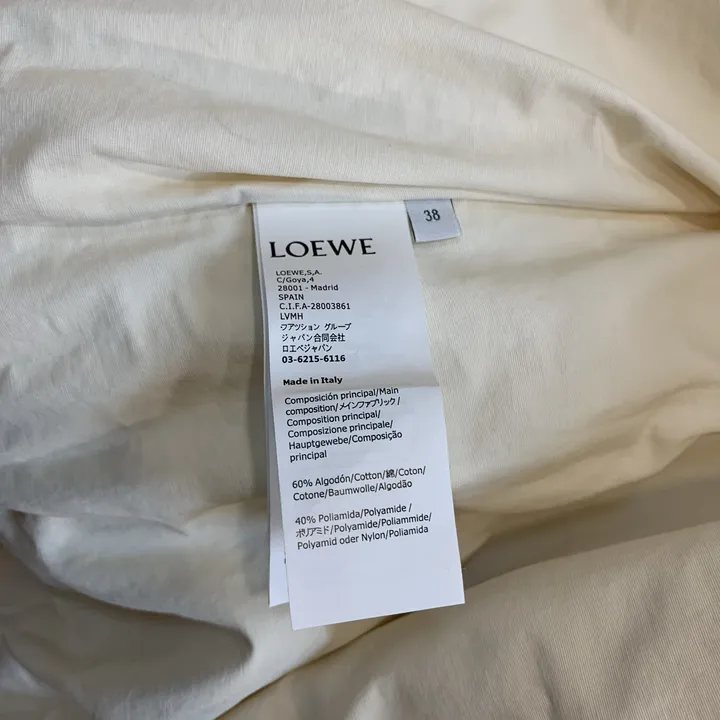 38
LOEWE
LOEWE,S,A.
C/Goya,4
28001 - Madrid
SPAIN
C.I.F.A-28003861
LVMH
ワアツション グループ
ジャパン合同会社
ロエベジャパン
03-6215-6116
Made in Italy
Composición principal/Main
composition/メインファブリック/
Composition principal/
Composizione principale/
Hauptgewebe/Composição
principal
60% Algodón/Cotton/綿/Coton/
Cotone/Baumwolle/Algodão
40% Poliamida/Polyamide /
ポリアミド/Polyamide/Poliammide/
Polyamid oder Nylon/Poliamida